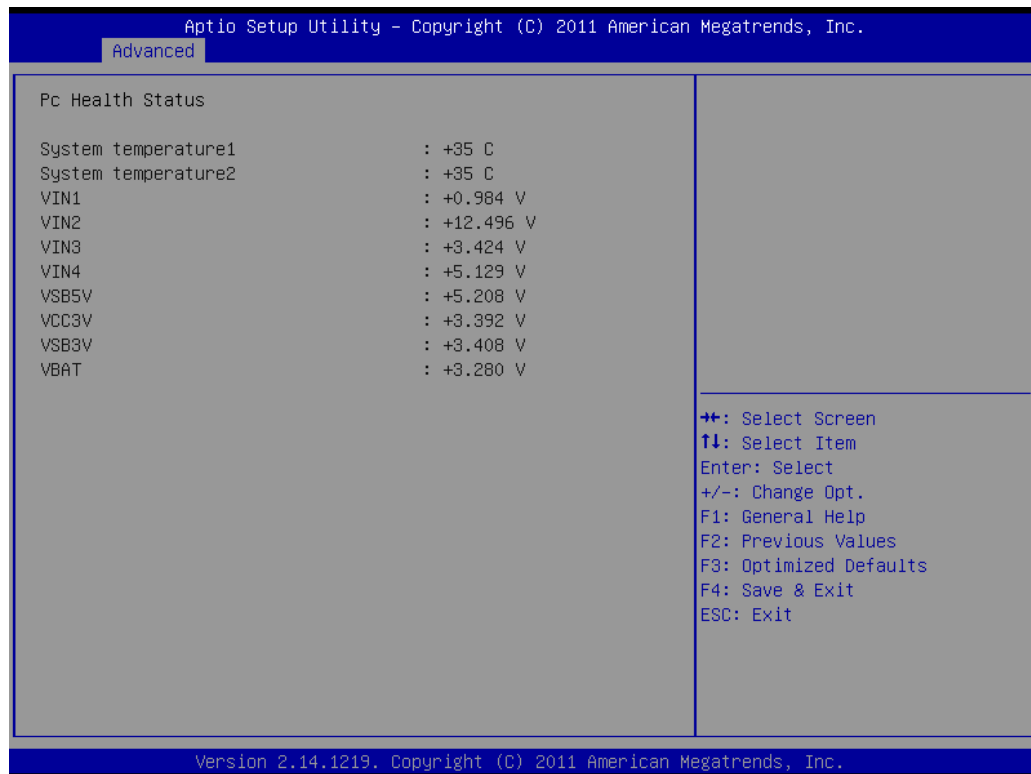 Aptio Setup Utility – Copyright (C) 2011 American Megatrends, Inc.
Advanced
Pc Health Status
System temperature1 : +35 C
System temperature2 : +35 C
VIN1 : +0.984 V
VIN2 : +12.496 V
VIN3 : +3.424 V
VIN4 : +5.129 V
VSB5V : +5.208 V
VCC3V : +3.392 V
VSB3V : +3.408 V
VBAT : +3.280 V
→←: Select Screen
↑↓: Select Item
Enter: Select
+/-: Change Opt.
F1: General Help
F2: Previous Values
F3: Optimized Defaults
F4: Save & Exit
ESC: Exit
Version 2.14.1219. Copyright (C) 2011 American Megatrends, Inc.